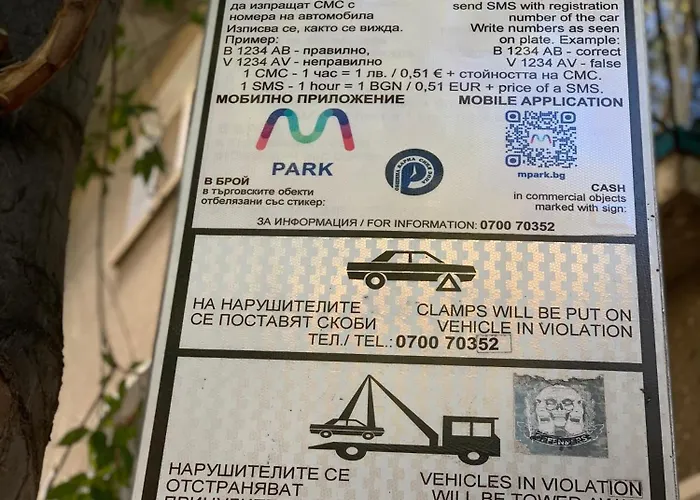 да изпращат СМС с
номера на автомобила
Изписва се, както се вижда.
Пример:
В 1234 АВ - правилно,
V 1234 AV - неправилно
send SMS with registration
number of the car
Write numbers as seen
on plate. Example:
B 1234 AB - correct
V 1234 AV - false
1 СМС - 1 час = 1 лв. / 0,51 € + стойността на СМС.
1 SMS - 1 hour = 1 BGN / 0,51 EUR + price of a SMS.
МОБИЛНО ПРИЛОЖЕНИЕ
MOBILE APPLICATION
PARK
mpark.bg
В БРОЙ
в търговските обекти
отбелязани със стикер:
CASH
in commercial objects
marked with sign:
ЗА ИНФОРМАЦИЯ / FOR INFORMATION: 0700 70352
НА НАРУШИТЕЛИТЕ
СЕ ПОСТАВЯТ СКОБИ
CLAMPS WILL BE PUT ON
VEHICLE IN VIOLATION
ТЕЛ./ TEL.: 0700 70352
НАРУШИТЕЛИТЕ СЕ
ОТСТРАНЯВАТ
VEHICLES IN VIOLATION
WILL BE TOWED